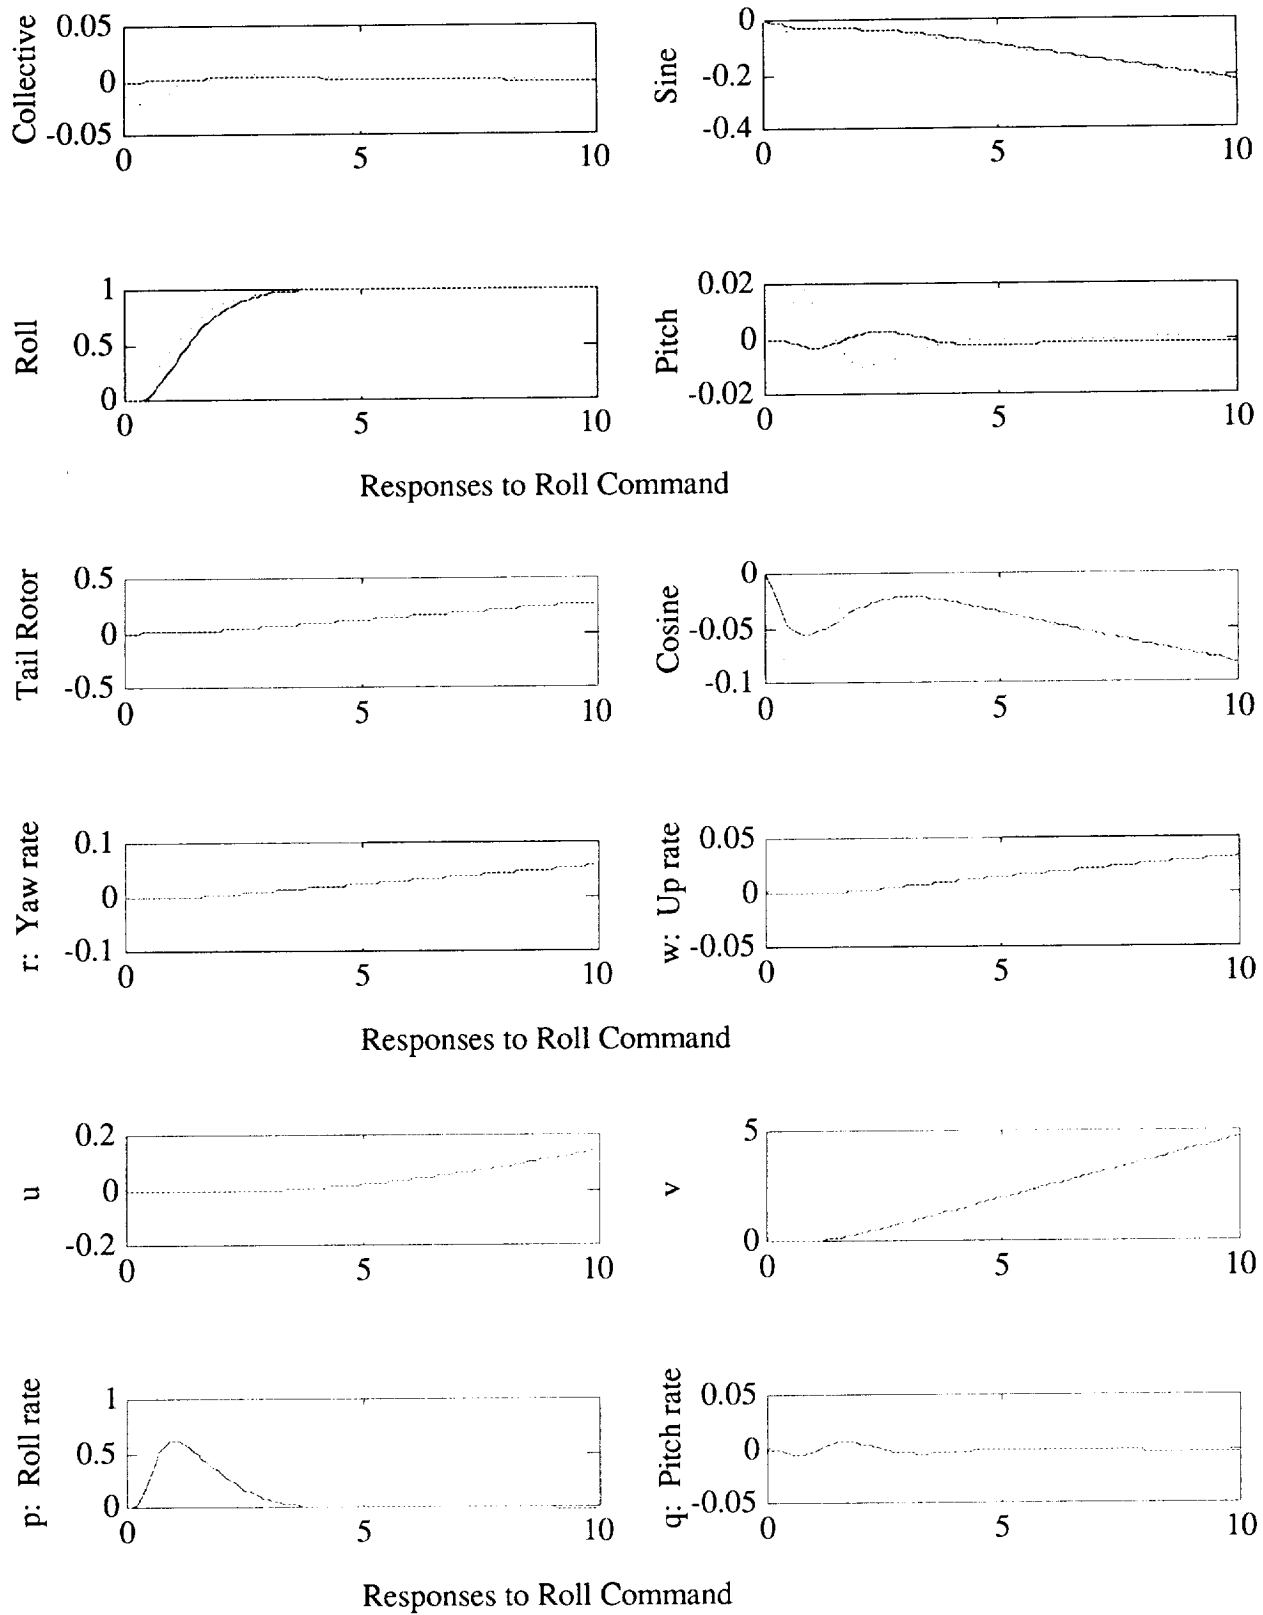 Collective
0.05
0
-0.05
0 5 10
Sine
0
-0.2
-0.4
0 5 10
Roll
1
0.5
0
0 5 10
Pitch
0.02
0
-0.02
0 5 10
Responses to Roll Command
Tail Rotor
0.5
0
-0.5
0 5 10
Cosine
0
-0.05
-0.1
0 5 10
r: Yaw rate
0.1
0
-0.1
0 5 10
w: Up rate
0.05
0
-0.05
0 5 10
Responses to Roll Command
u
0.2
0
-0.2
0 5 10
v
5
0
0 5 10
p: Roll rate
1
0.5
0
0 5 10
q: Pitch rate
0.05
0
-0.05
0 5 10
Responses to Roll Command